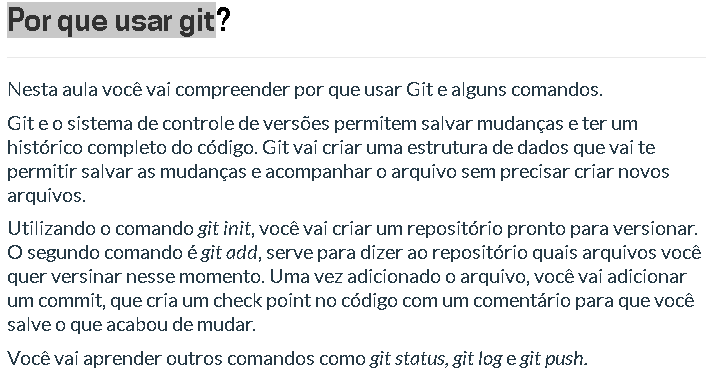 Por que usar git?
Nesta aula você vai compreender por que usar Git e alguns comandos.
Git e o sistema de controle de versões permitem salvar mudanças e ter um
histórico completo do código. Git vai criar uma estrutura de dados que vai te
permitir salvar as mudanças e acompanhar o arquivo sem precisar criar novos
arquivos.
Utilizando o comando git init, você vai criar um repositório pronto para versionar.
O segundo comando é git add, serve para dizer ao repositório quais arquivos você
quer versinar nesse momento. Uma vez adicionado o arquivo, você vai adicionar
um commit, que cria um check point no código com um comentário para que você
salve o que acabou de mudar.
Você vai aprender outros comandos como git status, git log e git push.